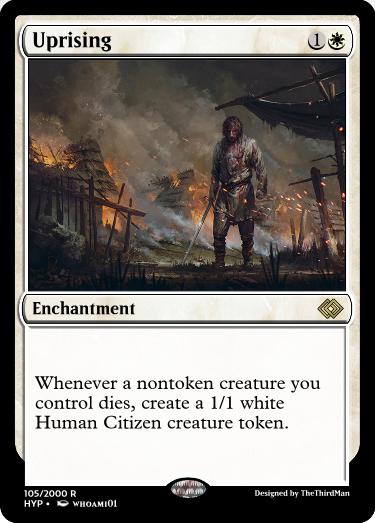 Uprising 1
Enchantment
Whenever a nontoken creature you
control dies, create a 1/1 white
Human Citizen creature token.
105/2000 R
HYP • WHOAMI01
Designed by TheThirdMan